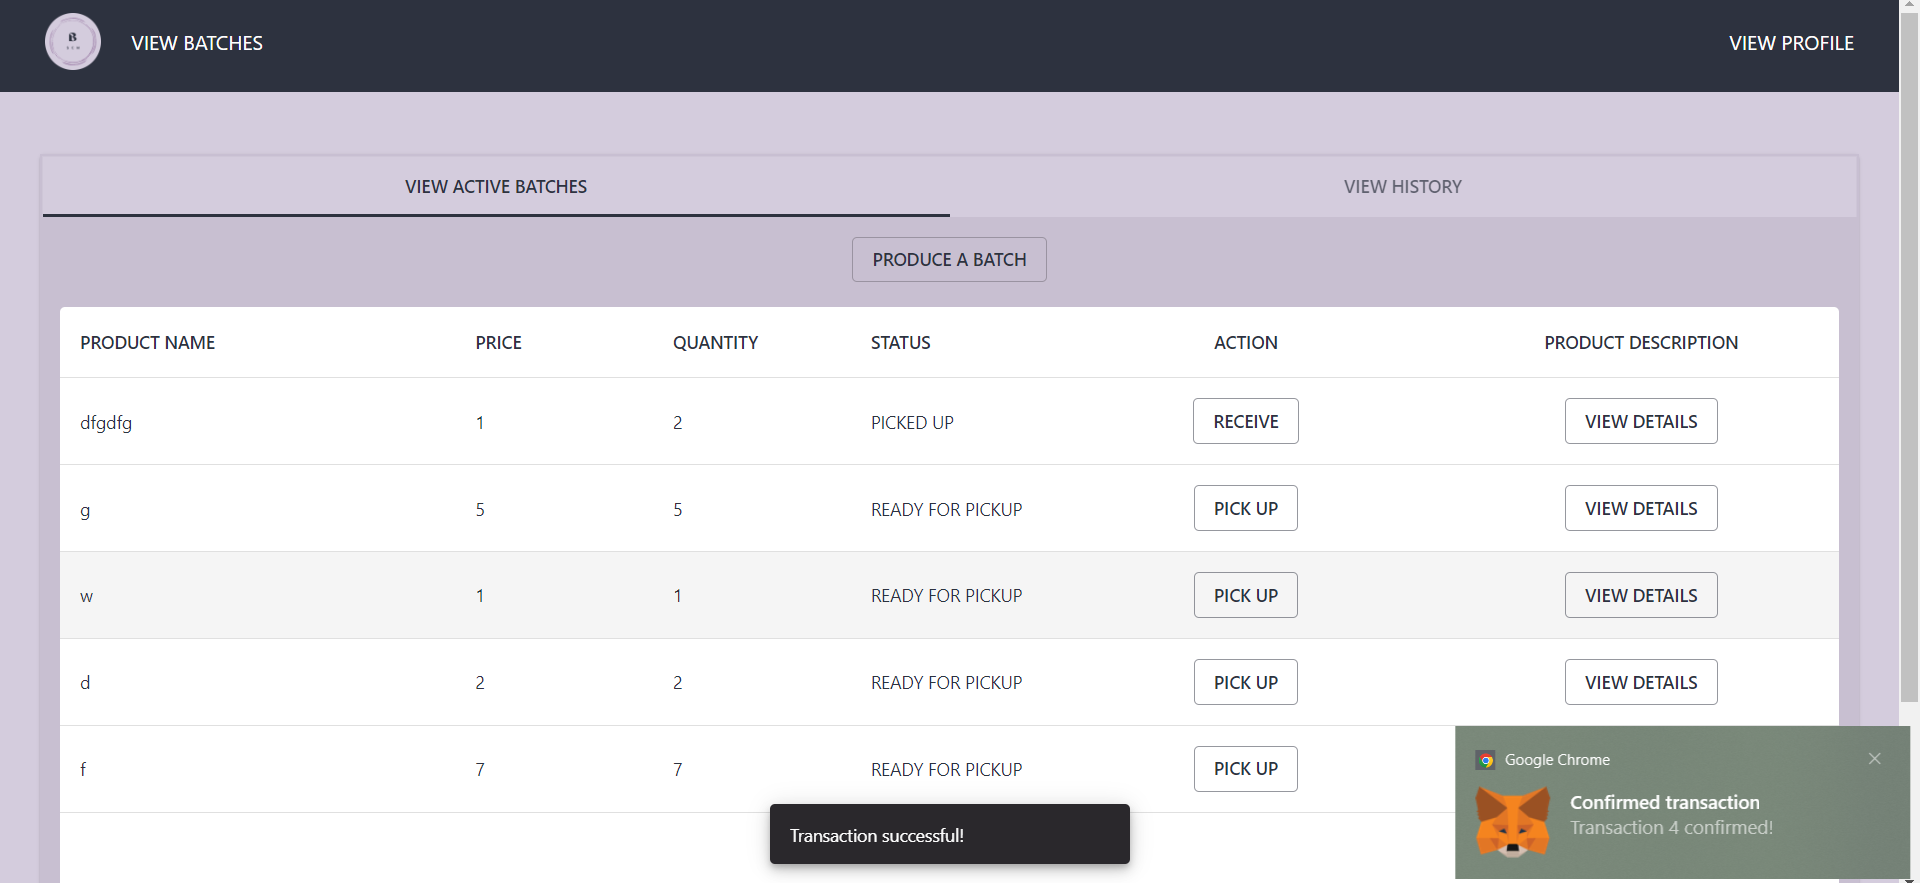 B
VIEW BATCHES
VIEW PROFILE
VIEW ACTIVE BATCHES
VIEW HISTORY
PRODUCE A BATCH
PRODUCT NAME PRICE QUANTITY STATUS ACTION PRODUCT DESCRIPTION
dfgdfg 1 2 PICKED UP RECEIVE VIEW DETAILS
g 5 5 READY FOR PICKUP PICK UP VIEW DETAILS
w 1 1 READY FOR PICKUP PICK UP VIEW DETAILS
d 2 2 READY FOR PICKUP PICK UP VIEW DETAILS
f 7 7 READY FOR PICKUP PICK UP
Transaction successful!
Google Chrome
Confirmed transaction
Transaction 4 confirmed!